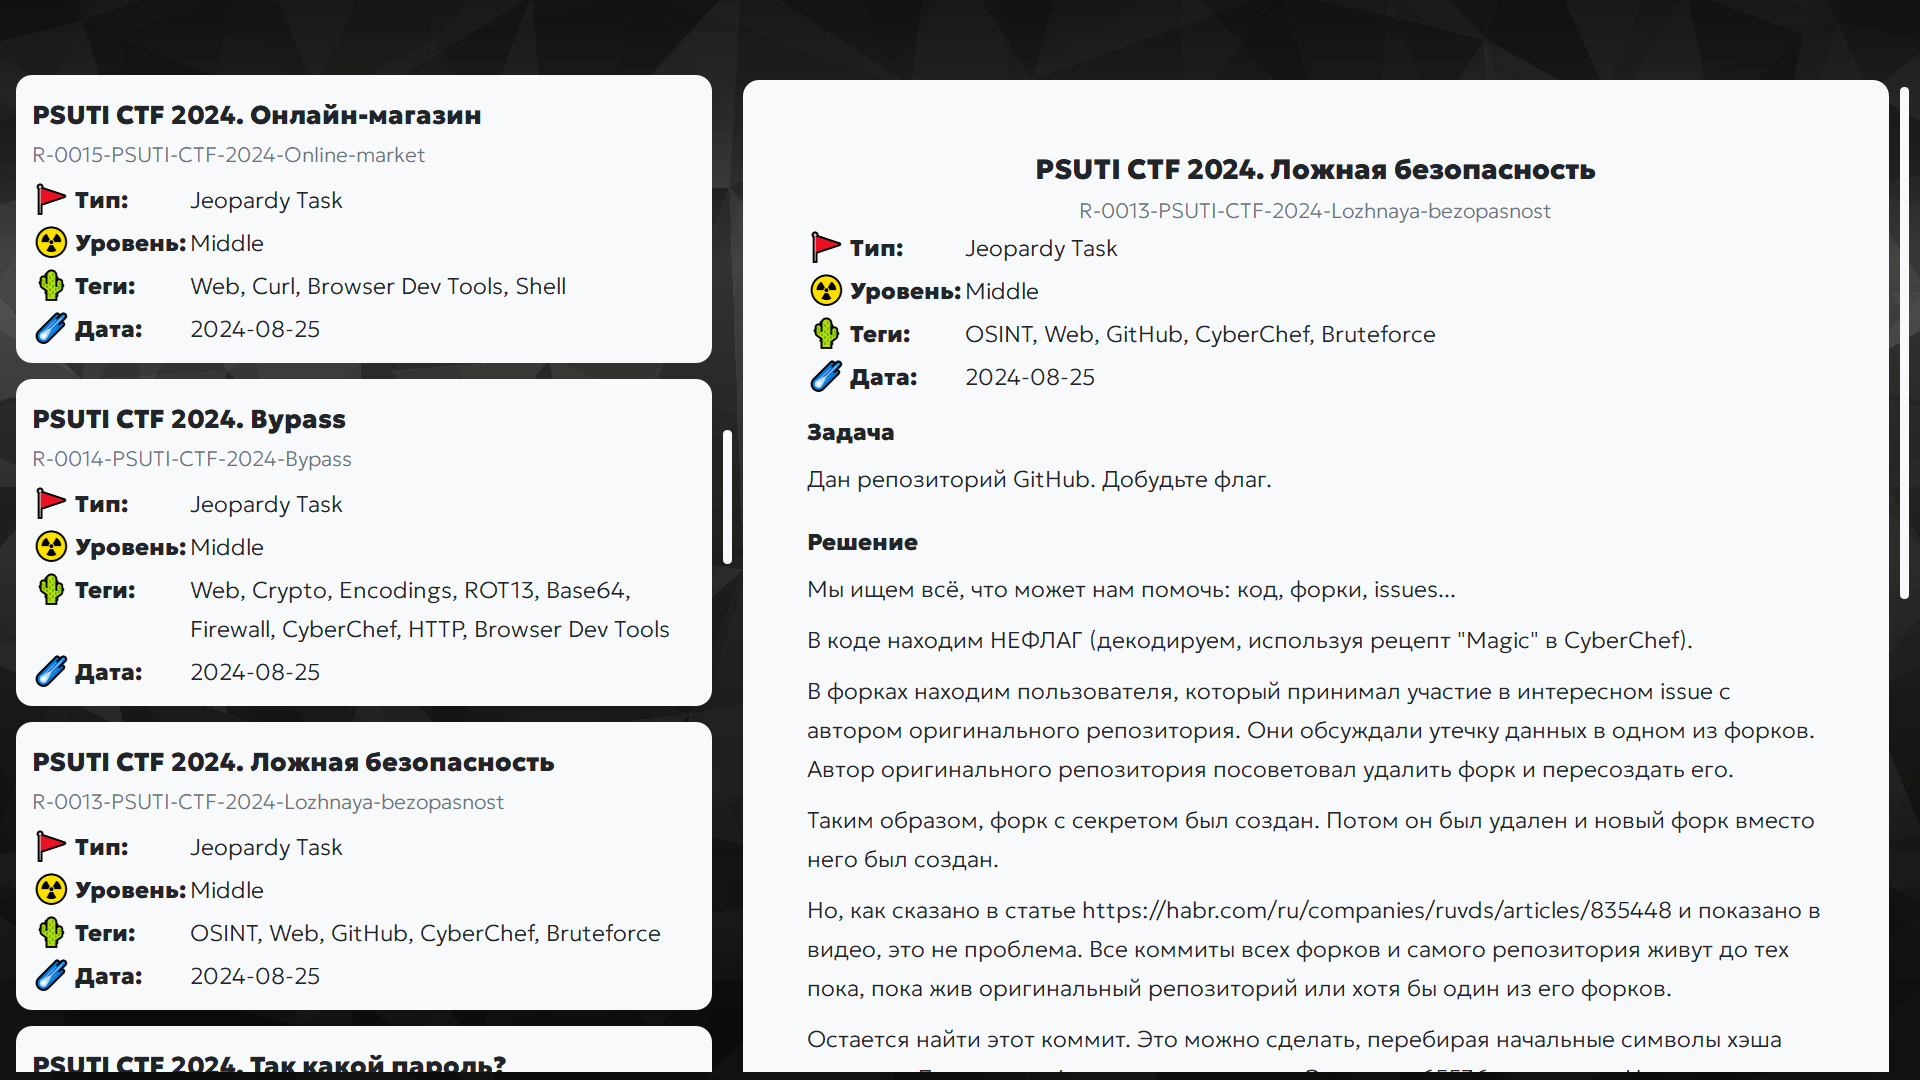 PSUTI CTF 2024. Онлайн-магазин
R-0015-PSUTI-CTF-2024-Online-market
Тип: Jeopardy Task
Уровень: Middle
Теги: Web, Curl, Browser Dev Tools, Shell
Дата: 2024-08-25
PSUTI CTF 2024. Bypass
R-0014-PSUTI-CTF-2024-Bypass
Тип: Jeopardy Task
Уровень: Middle
Теги: Web, Crypto, Encodings, ROT13, Base64,
Firewall, CyberChef, HTTP, Browser Dev Tools
Дата: 2024-08-25
PSUTI CTF 2024. Ложная безопасность
R-0013-PSUTI-CTF-2024-Lozhnaya-bezopasnost
Тип: Jeopardy Task
Уровень: Middle
Теги: OSINT, Web, GitHub, CyberChef, Bruteforce
Дата: 2024-08-25
PSUTI CTF 2024. Так какой пароль?
PSUTI CTF 2024. Ложная безопасность
R-0013-PSUTI-CTF-2024-Lozhnaya-bezopasnost
Тип: Jeopardy Task
Уровень: Middle
Теги: OSINT, Web, GitHub, CyberChef, Bruteforce
Дата: 2024-08-25
Задача
Дан репозиторий GitHub. Добудьте флаг.
Решение
Мы ищем всё, что может нам помочь: код, форки, issues...
В коде находим НЕФЛАГ (декодируем, используя рецепт "Magic" в CyberChef).
В форках находим пользователя, который принимал участие в интересном issue с
автором оригинального репозитория. Они обсуждали утечку данных в одном из форков.
Автор оригинального репозитория посоветовал удалить форк и пересоздать его.
Таким образом, форк с секретом был создан. Потом он был удален и новый форк вместо
него был создан.
Но, как сказано в статье https://habr.com/ru/companies/ruvds/articles/835448 и показано в
видео, это не проблема. Все коммиты всех форков и самого репозитория живут до тех
пока, пока жив оригинальный репозиторий или хотя бы один из его форков.
Остается найти этот коммит. Это можно сделать, перебирая начальные символы хэша